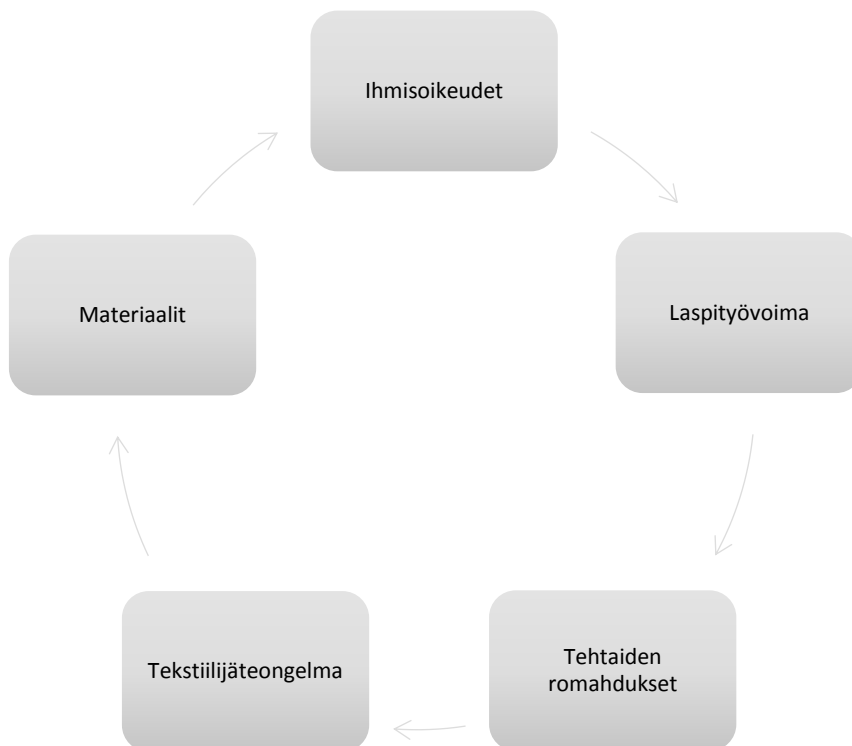 Ihmisoikeudet
Laspityövoima
Tehtaiden
romahdukset
Tekstiilijäteongelma
Materiaalit